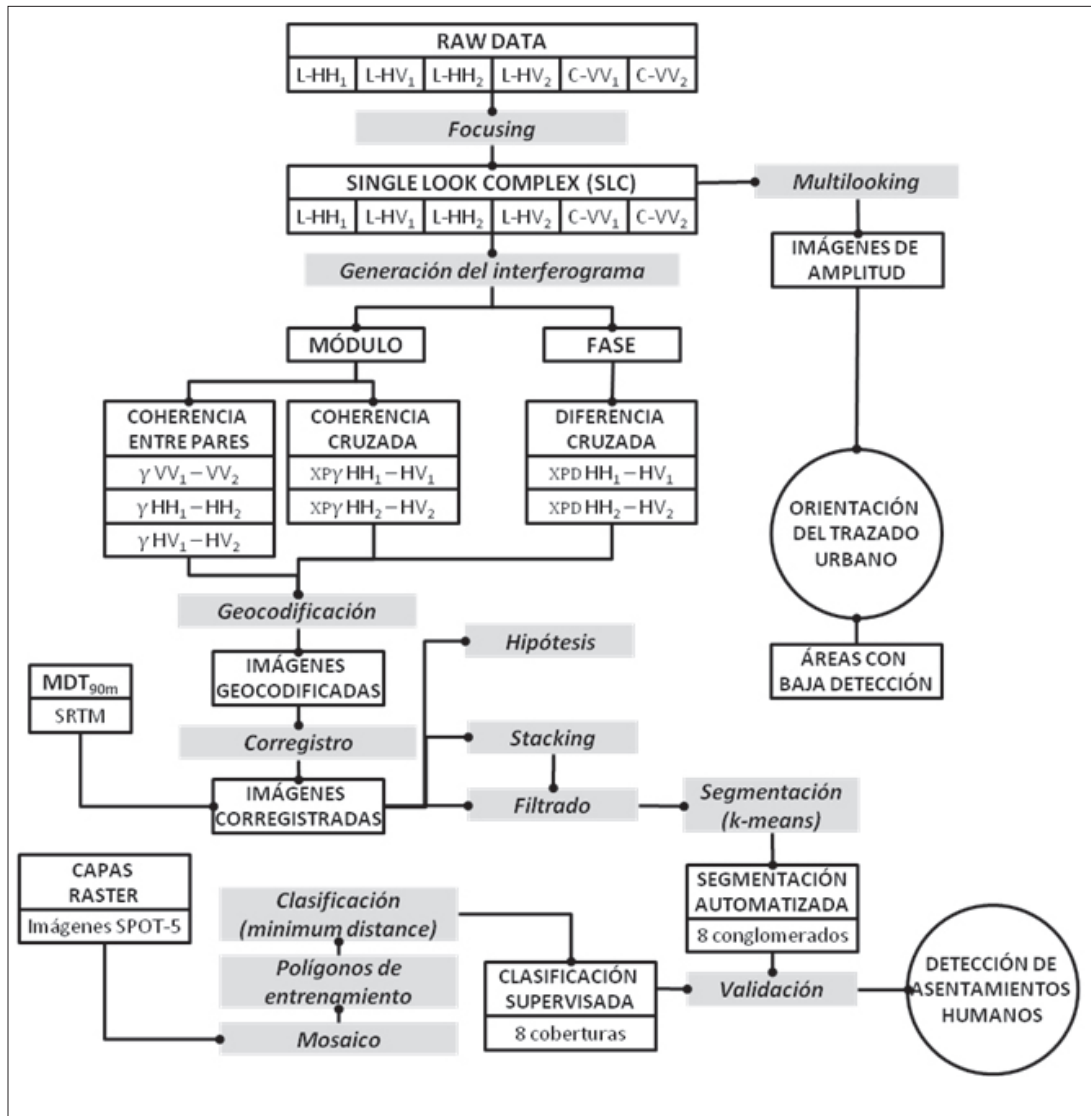 RAW DATA
L-HH₁ L-HV₁ L-HH₂ L-HV₂ C-VV₁ C-VV₂
Focusing
SINGLE LOOK COMPLEX (SLC)
L-HH₁ L-HV₁ L-HH₂ L-HV₂ C-VV₁ C-VV₂
Multilooking
IMÁGENES DE
AMPLITUD
Generación del interferograma
MÓDULO
FASE
COHERENCIA
ENTRE PARES
γ VV₁–VV₂
γ HH₁–HH₂
γ HV₁–HV₂
COHERENCIA
CRUZADA
XPγ HH₁–HV₁
XPγ HH₂–HV₂
DIFERENCIA
CRUZADA
XPD HH₁–HV₁
XPD HH₂–HV₂
ORIENTACIÓN
DEL TRAZADO
URBANO
ÁREAS CON
BAJA DETECCIÓN
Geocodificación
Hipótesis
IMÁGENES
GEOCODIFICADAS
MDT₉₀ₘ
SRTM
Corregistro
Stacking
IMÁGENES
CORREGISTRADAS
Filtrado
Segmentación
(k-means)
CAPAS
RASTER
Imágenes SPOT-5
Clasificación
(minimum distance)
SEGMENTACIÓN
AUTOMATIZADA
8 conglomerados
Polígonos de
entrenamiento
CLASIFICACIÓN
SUPERVISADA
8 coberturas
Validación
DETECCIÓN DE
ASENTAMIENTOS
HUMANOS
Mosaico